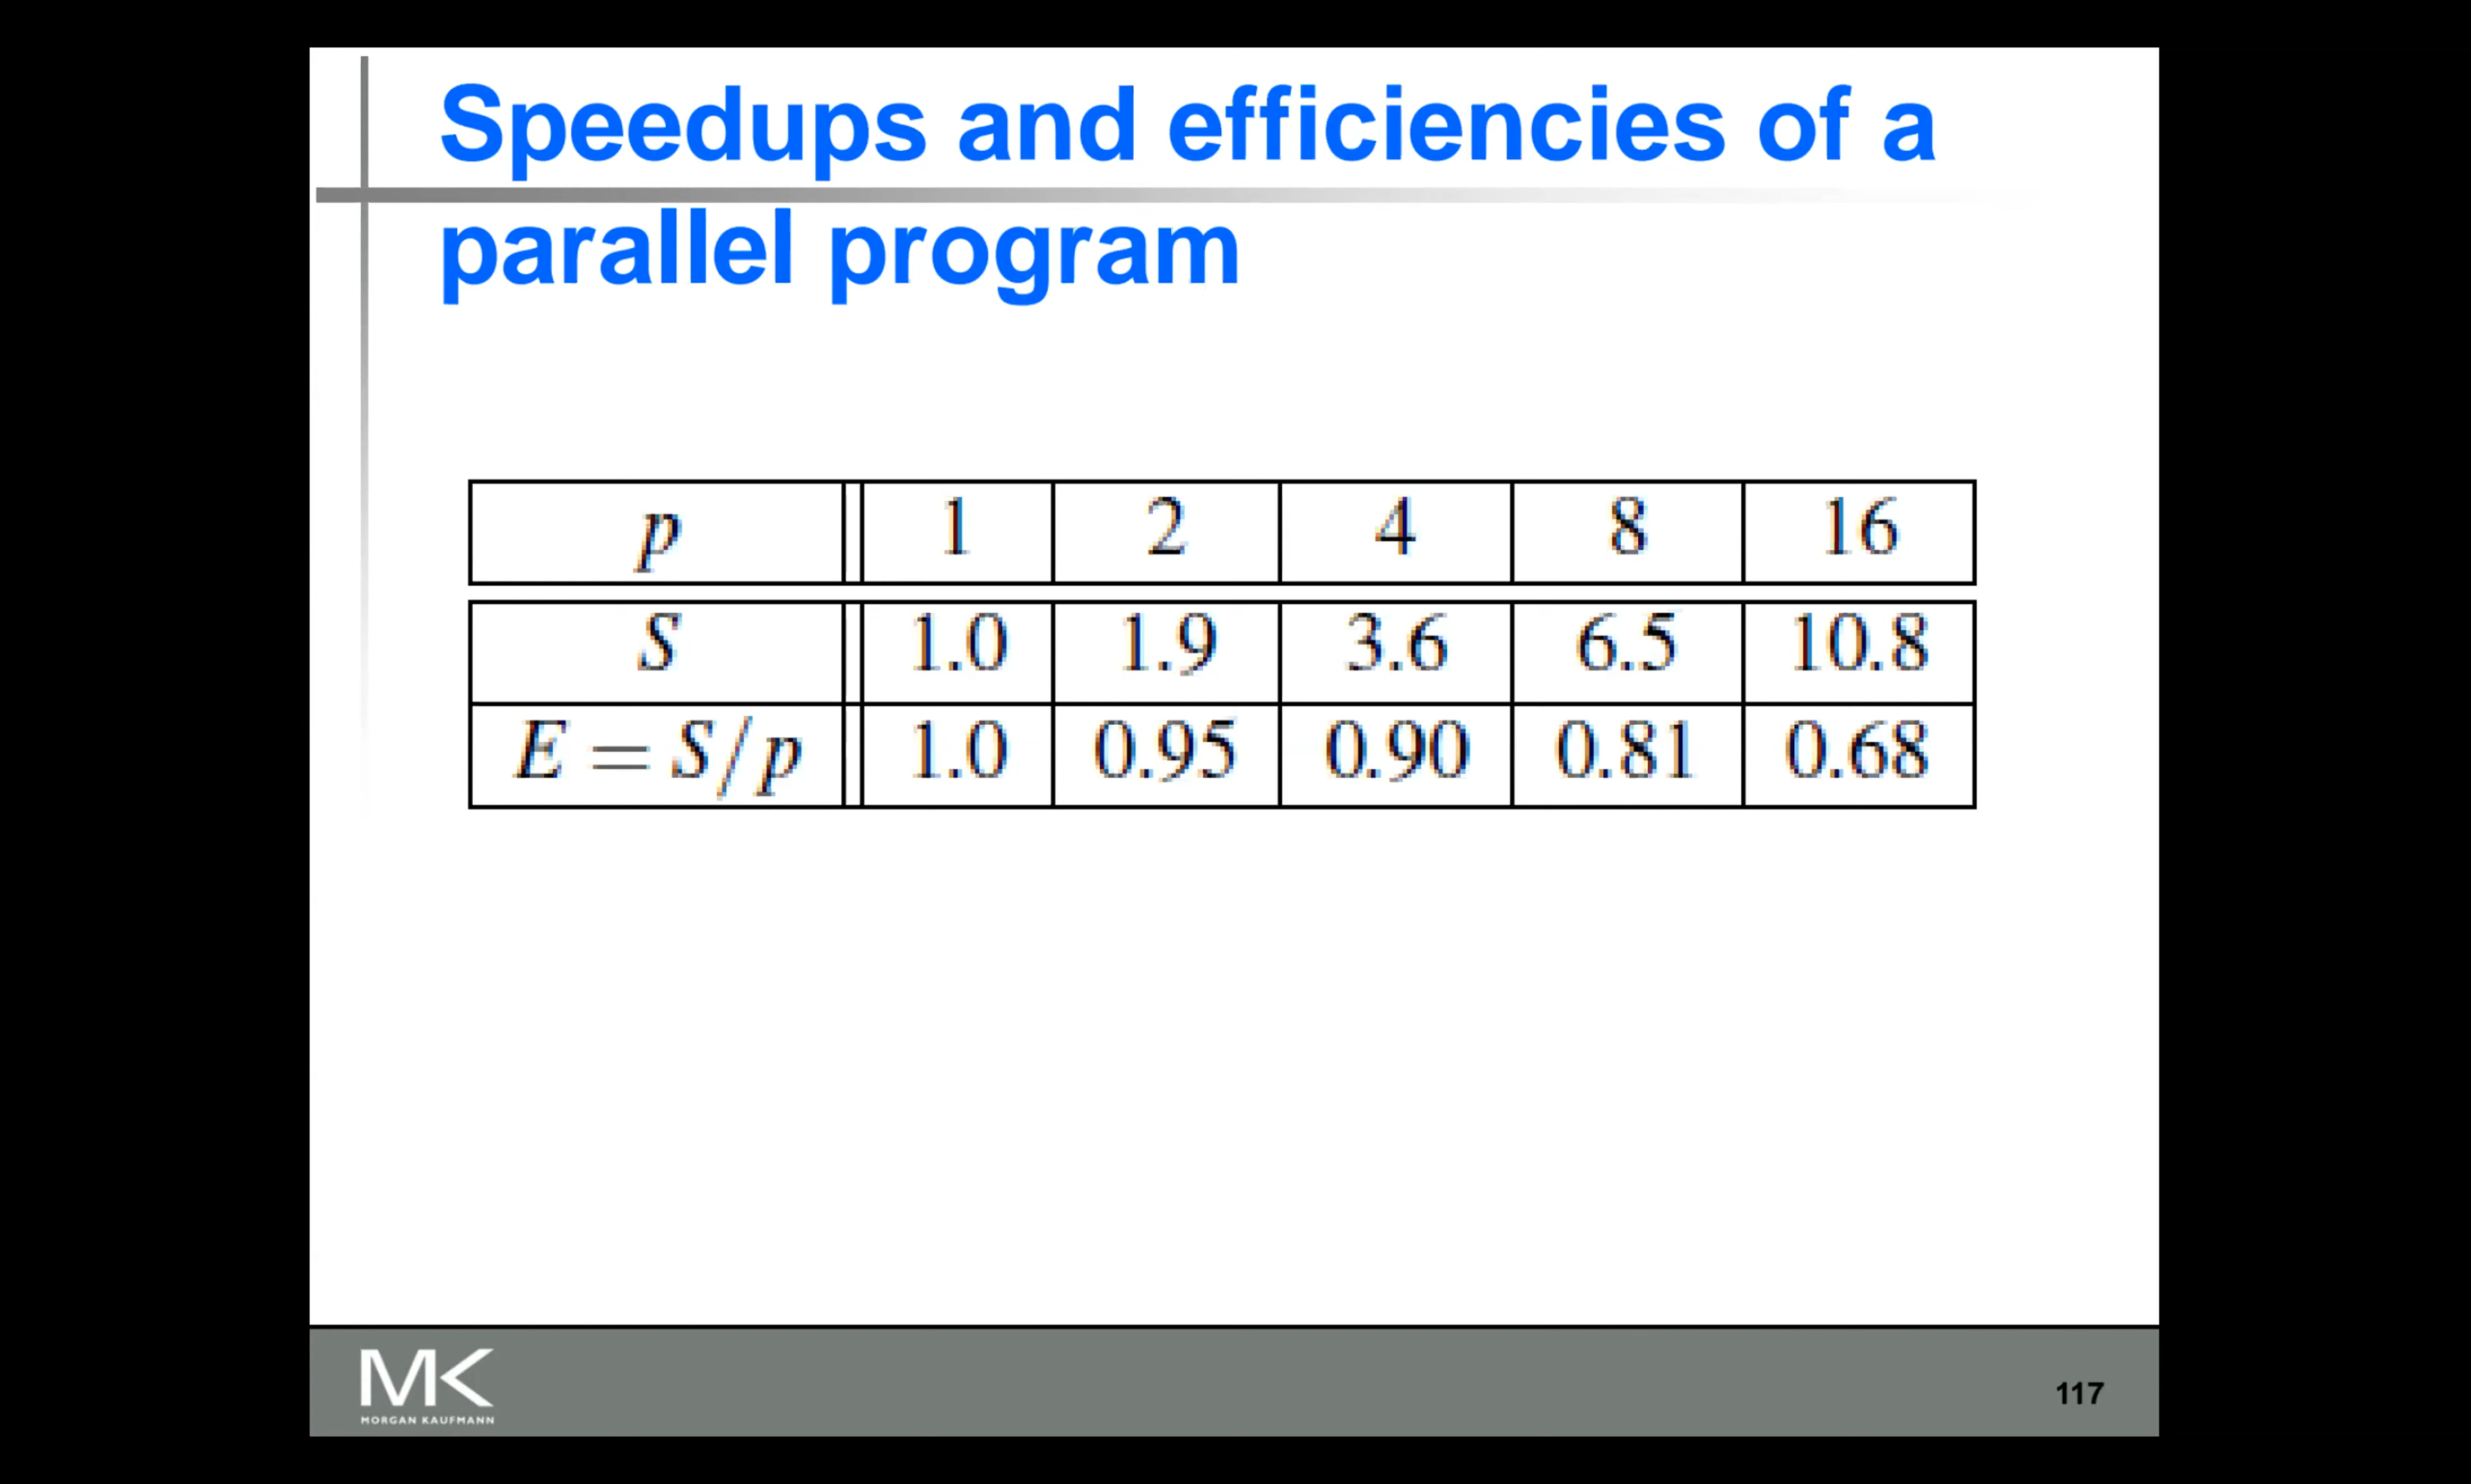 Speedups and efficiencies of a
parallel program
p 1 2 4 8 16
S 1.0 1.9 3.6 6.5 10.8
E = S/p 1.0 0.95 0.90 0.81 0.68
MK
MORGAN KAUFMANN
117